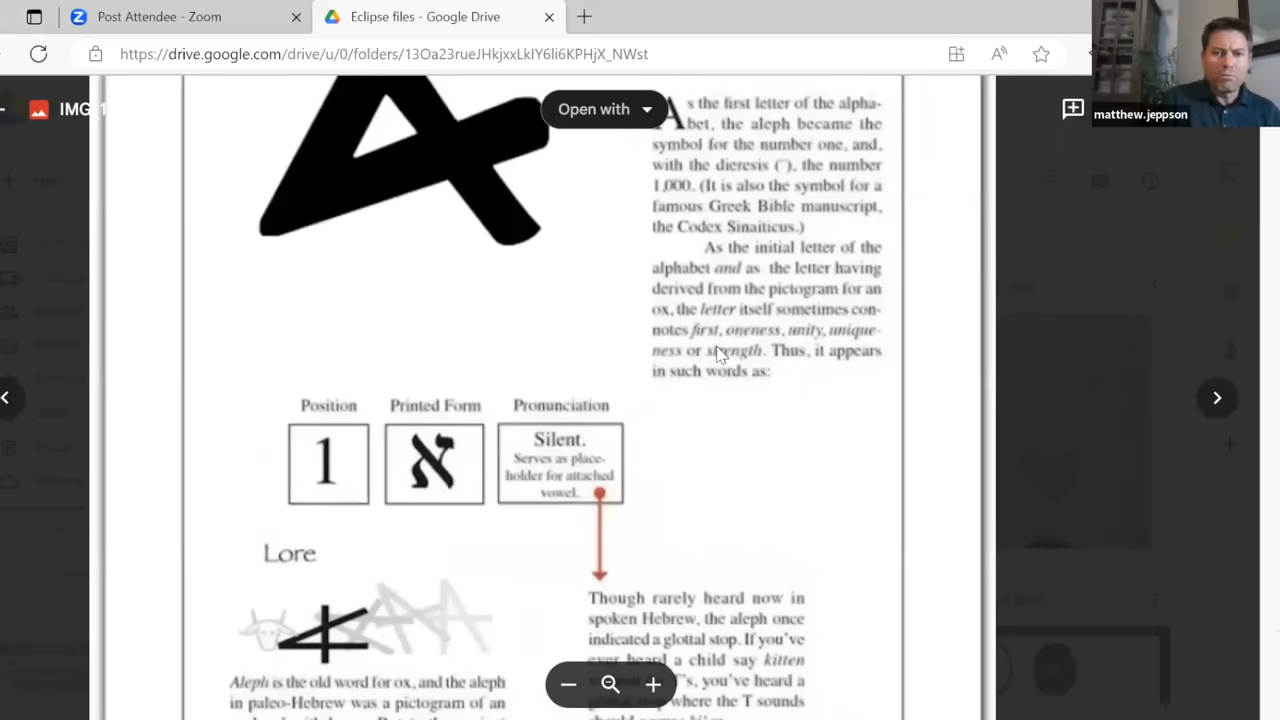 Post Attendee - Zoom
Eclipse files - Google Drive
https://drive.google.com/drive/u/0/folders/13Oa23rueJHkjxxLkIY6li6KPHjX_NWst
matthew.jeppson
IMG_1
Open with
As the first letter of the alpha-
bet, the aleph became the
symbol for the number one, and,
with the dieresis (¨), the number
1,000. (It is also the symbol for a
famous Greek Bible manuscript,
the Codex Sinaiticus.)
As the initial letter of the
alphabet and as the letter having
derived from the pictogram for an
ox, the letter itself sometimes con-
notes first, oneness, unity, unique-
ness or strength. Thus, it appears
in such words as:
Position Printed Form Pronunciation
1
א
Silent.
Serves as place-
holder for attached
vowel.
Lore
Though rarely heard now in
spoken Hebrew, the aleph once
indicated a glottal stop. If you've
ever heard a child say kitten
T's, you've heard a
where the T sounds
Aleph is the old word for ox, and the aleph
in paleo-Hebrew was a pictogram of an